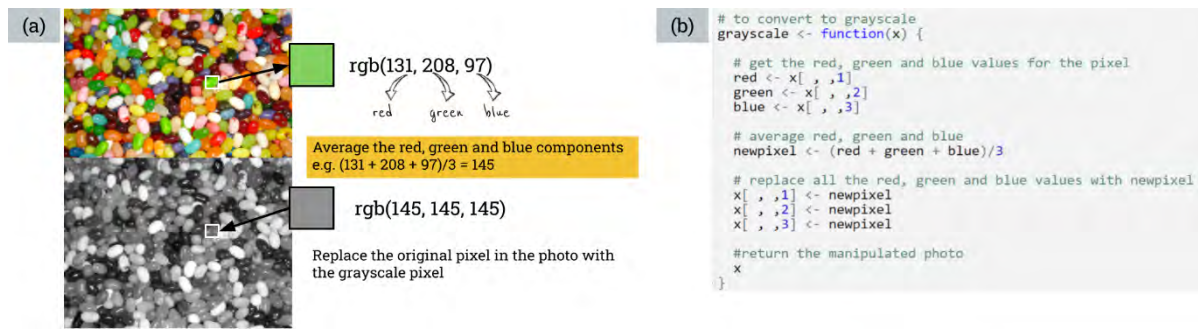 (a)
rgb(131, 208, 97)
red green blue
Average the red, green and blue components
e.g. (131 + 208 + 97)/3 = 145
rgb(145, 145, 145)
Replace the original pixel in the photo with
the grayscale pixel
(b)
# to convert to grayscale
grayscale <- function(x) {
# get the red, green and blue values for the pixel
red <- x[ , ,1]
green <- x[ , ,2]
blue <- x[ , ,3]
# average red, green and blue
newpixel <- (red + green + blue)/3
# replace all the red, green and blue values with newpixel
x[ , ,1] <- newpixel
x[ , ,2] <- newpixel
x[ , ,3] <- newpixel
#return the manipulated photo
x
}